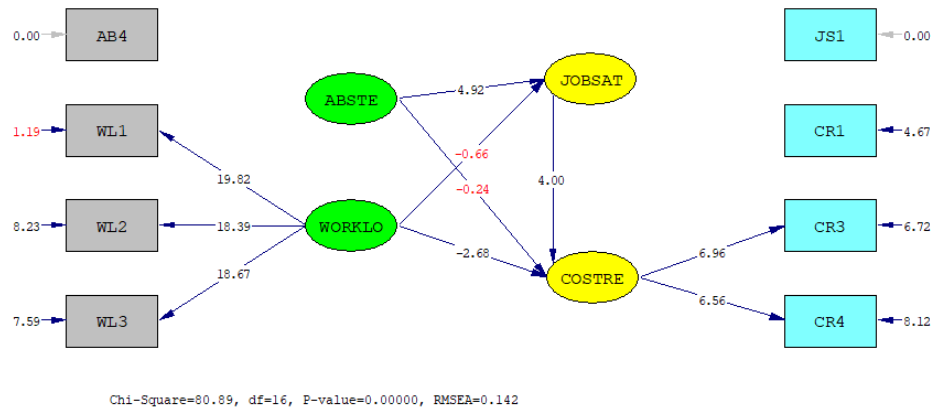 0.00 AB4 JS1 0.00
ABSTE 4.92 JOBSAT
1.19 WL1 CR1 4.67
19.82 -0.66 -0.24 4.00
8.23 WL2 18.39 WORKLO CR3 6.72
18.67 -2.68 6.96
COSTRE 6.56
7.59 WL3 CR4 8.12
Chi-Square=80.89, df=16, P-value=0.00000, RMSEA=0.142